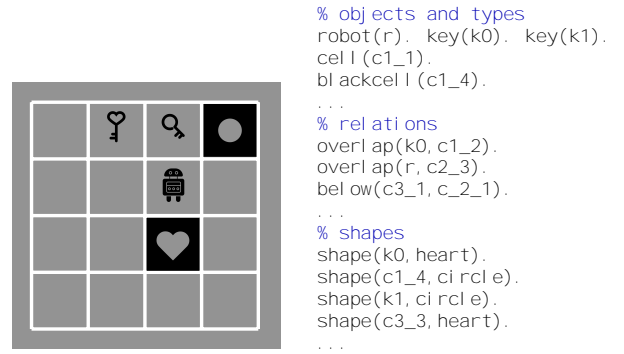 % objects and types
robot(r). key(k0). key(k1).
cell(c1_1).
blackcell(c1_4).
...
% relations
overlap(k0,c1_2).
overlap(r,c2_3).
below(c3_1,c_2_1).
...
% shapes
shape(k0,heart).
shape(c1_4,circle).
shape(k1,circle).
shape(c3_3,heart).
...